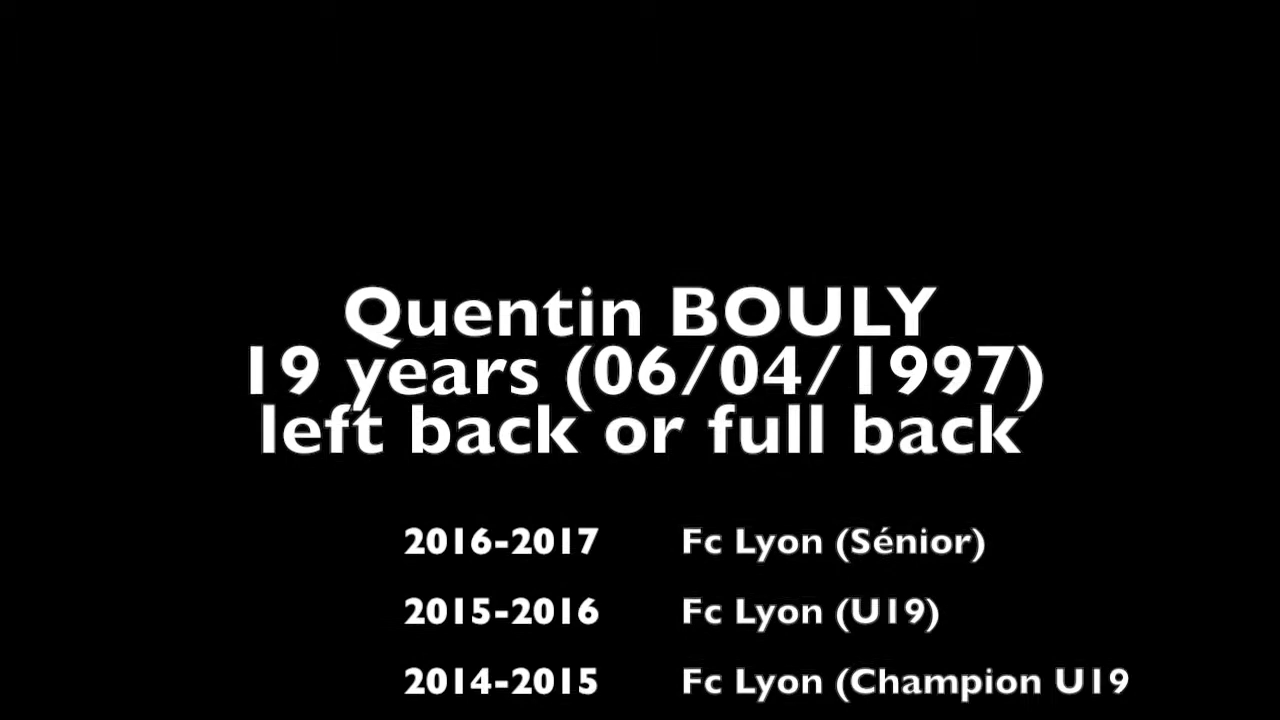 Quentin BOULY
19 years (06/04/1997)
left back or full back
2016-2017 Fc Lyon (Sénior)
2015-2016 Fc Lyon (U19)
2014-2015 Fc Lyon (Champion U19